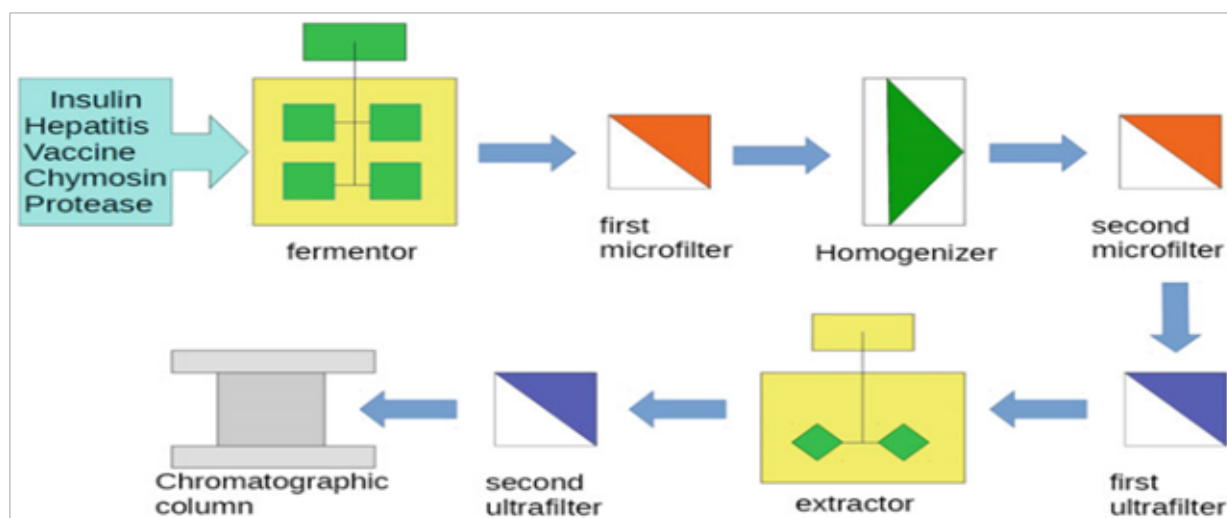 Insulin
Hepatitis
Vaccine
Chymosin
Protease
fermentor
first
microfilter
Homogenizer
second
microfilter
Chromatographic
column
second
ultrafilter
extractor
first
ultrafilter